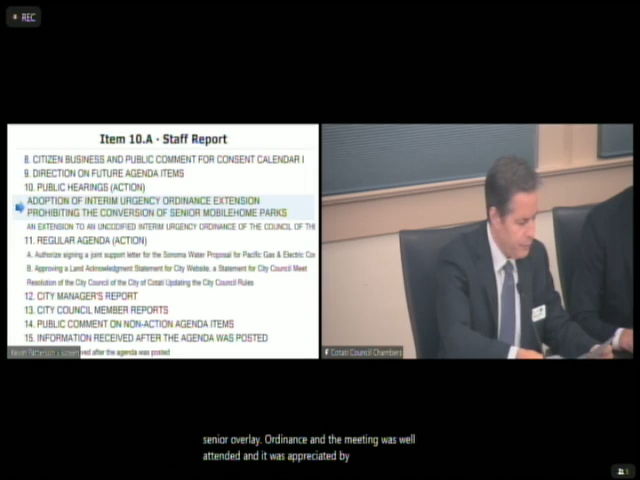 REC
Item 10.A - Staff Report
8. CITIZEN BUSINESS AND PUBLIC COMMENT FOR CONSENT CALENDAR I
9. DIRECTION ON FUTURE AGENDA ITEMS
10. PUBLIC HEARINGS (ACTION)
ADOPTION OF INTERIM URGENCY ORDINANCE EXTENSION
PROHIBITING THE CONVERSION OF SENIOR MOBILEHOME PARKS
AN EXTENSION TO AN UNCODIFIED INTERIM URGENCY ORDINANCE OF THE COUNCIL OF TH
11. REGULAR AGENDA (ACTION)
A. Authorize signing a joint support letter for the Sonoma Water Proposal for Pacific Gas & Electric Co
B. Approving a Land Acknowledgment Statement for City Website, a Statement for City Council Meet
Resolution of the City Council of the City of Cotati Updating the City Council Rules
12. CITY MANAGER'S REPORT
13. CITY COUNCIL MEMBER REPORTS
14. PUBLIC COMMENT ON NON-ACTION AGENDA ITEMS
15. INFORMATION RECEIVED AFTER THE AGENDA WAS POSTED
Kevin Patterson's screen
ved after the agenda was posted
Cotati Council Chambers
senior overlay. Ordinance and the meeting was well
attended and it was appreciated by